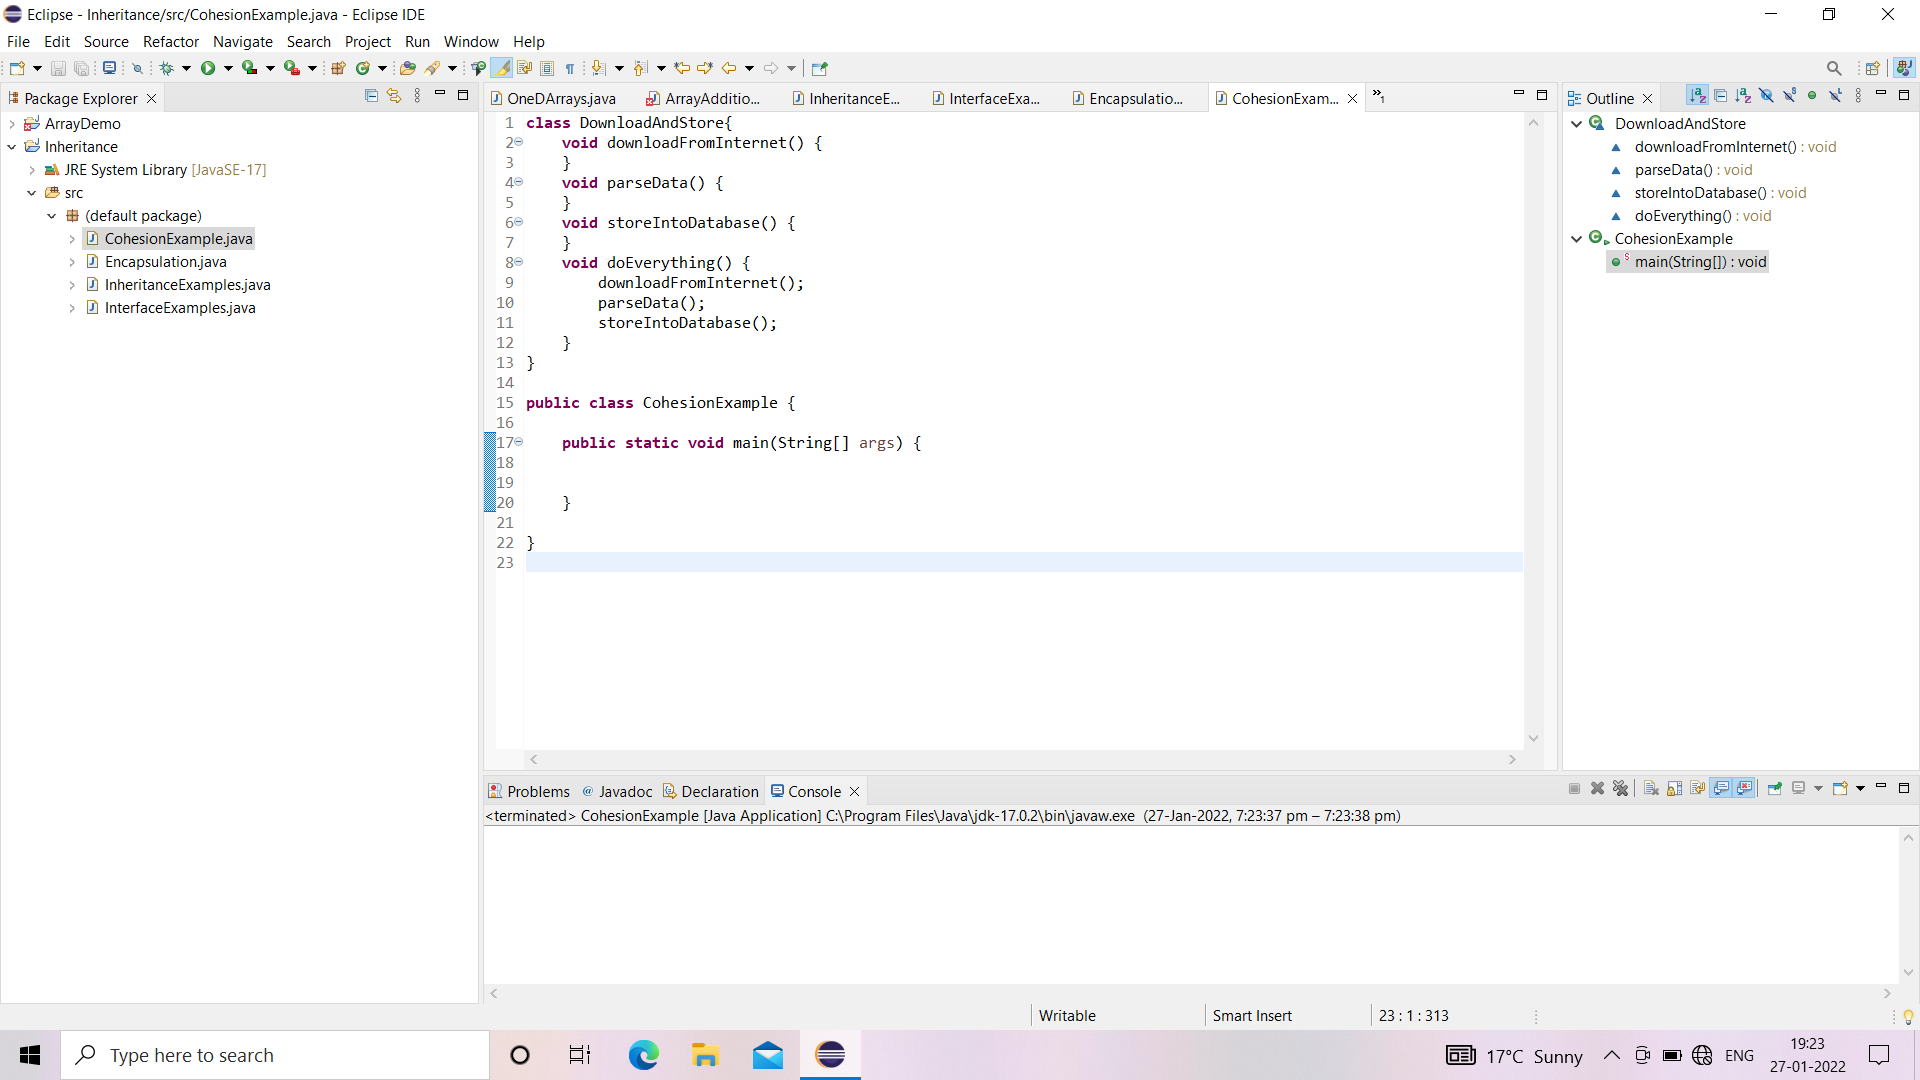 Eclipse - Inheritance/src/CohesionExample.java - Eclipse IDE
File Edit Source Refactor Navigate Search Project Run Window Help
Package Explorer
ArrayDemo
Inheritance
JRE System Library [JavaSE-17]
src
(default package)
CohesionExample.java
Encapsulation.java
InheritanceExamples.java
InterfaceExamples.java
OneDArrays.java ArrayAdditio... InheritanceE... InterfaceExa... Encapsulatio... CohesionExam... »1
1 class DownloadAndStore{
2 void downloadFromInternet() {
3 }
4 void parseData() {
5 }
6 void storeIntoDatabase() {
7 }
8 void doEverything() {
9 downloadFromInternet();
10 parseData();
11 storeIntoDatabase();
12 }
13 }
14
15 public class CohesionExample {
16
17 public static void main(String[] args) {
18
19
20 }
21
22 }
23
Outline
DownloadAndStore
downloadFromInternet() : void
parseData() : void
storeIntoDatabase() : void
doEverything() : void
CohesionExample
main(String[]) : void
Problems @ Javadoc Declaration Console
<terminated> CohesionExample [Java Application] C:\Program Files\Java\jdk-17.0.2\bin\javaw.exe (27-Jan-2022, 7:23:37 pm – 7:23:38 pm)
Writable Smart Insert 23 : 1 : 313
Type here to search
17°C Sunny ENG
19:23
27-01-2022